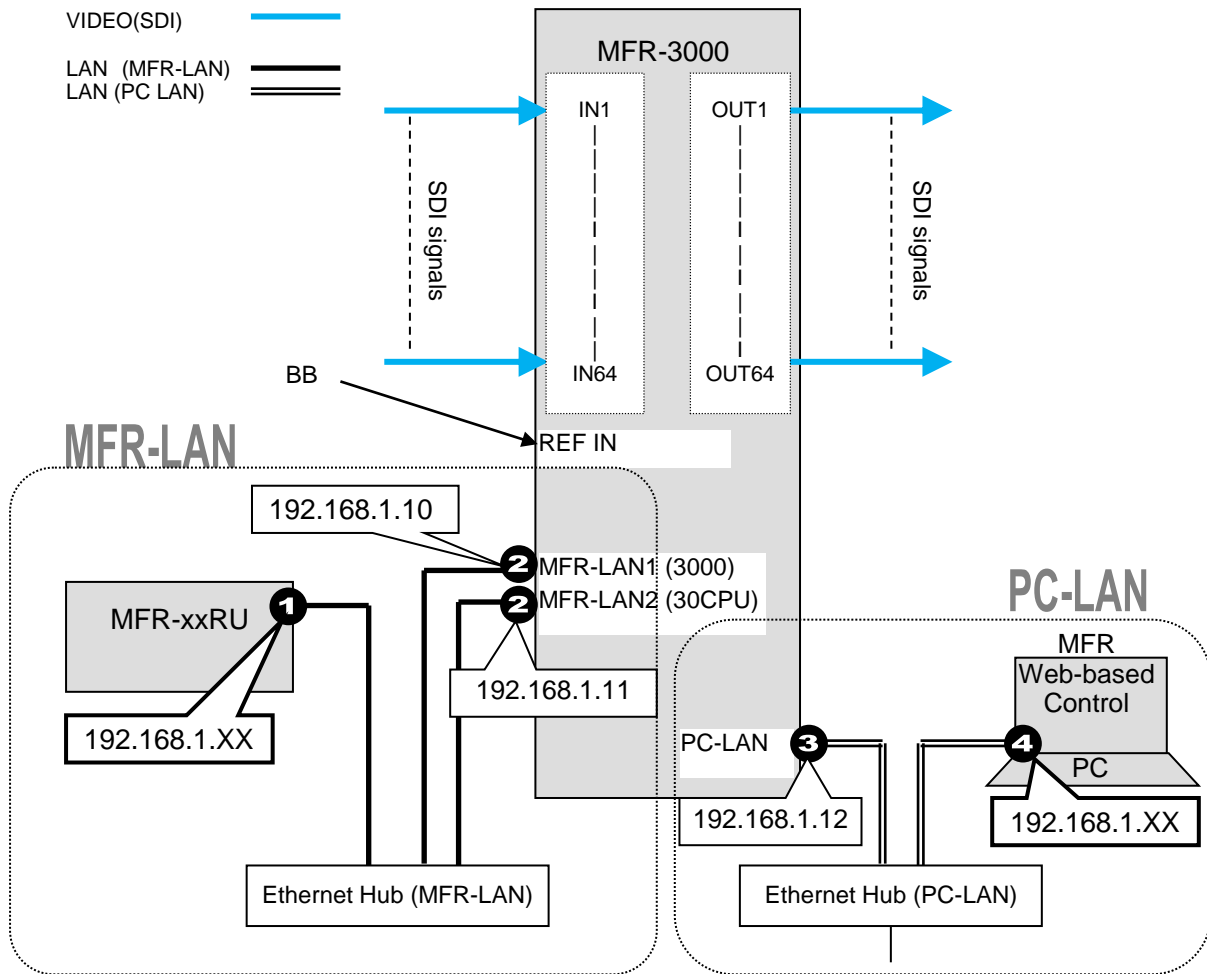 VIDEO(SDI)
LAN (MFR-LAN)
LAN (PC LAN)
MFR-3000
IN1
OUT1
SDI signals
SDI signals
IN64
OUT64
BB
REF IN
MFR-LAN
192.168.1.10
2 MFR-LAN1 (3000)
2 MFR-LAN2 (30CPU)
MFR-xxRU
1
192.168.1.11
192.168.1.XX
Ethernet Hub (MFR-LAN)
PC-LAN
MFR
Web-based
Control
PC-LAN
3
4
PC
192.168.1.12
192.168.1.XX
Ethernet Hub (PC-LAN)